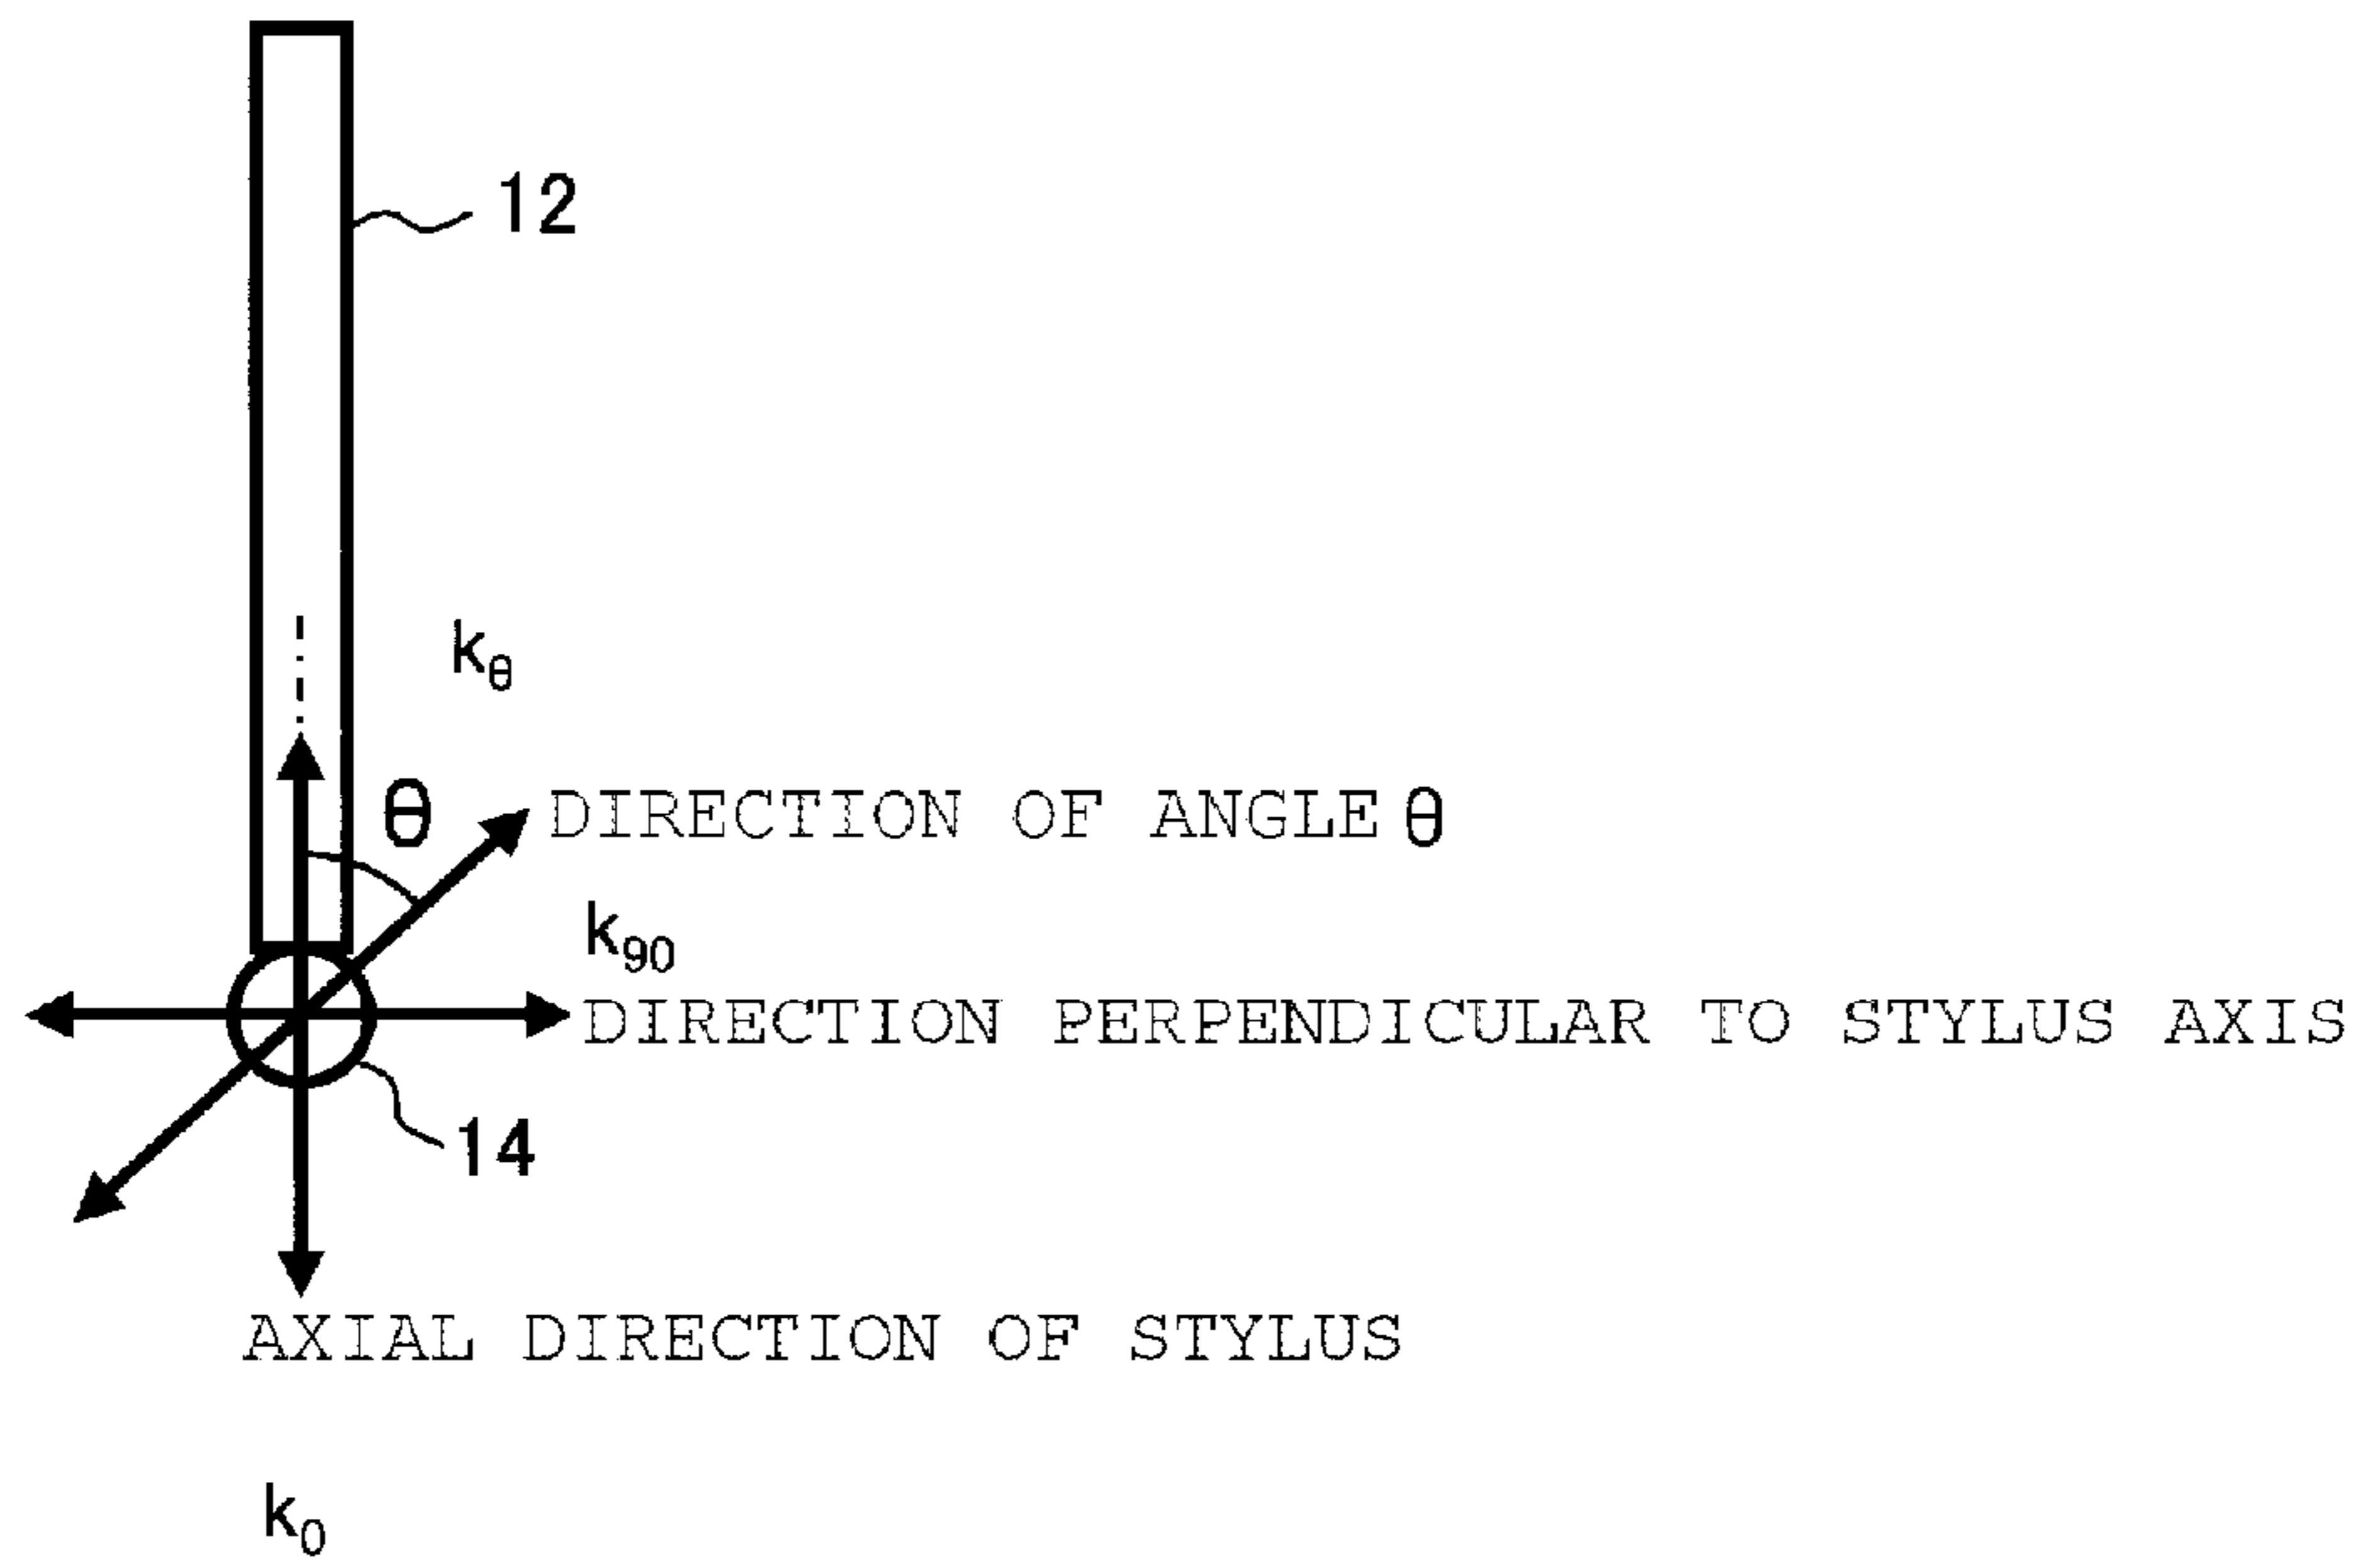 12
kθ
θ
DIRECTION OF ANGLE θ
k90
DIRECTION PERPENDICULAR TO STYLUS AXIS
14
AXIAL DIRECTION OF STYLUS
k0